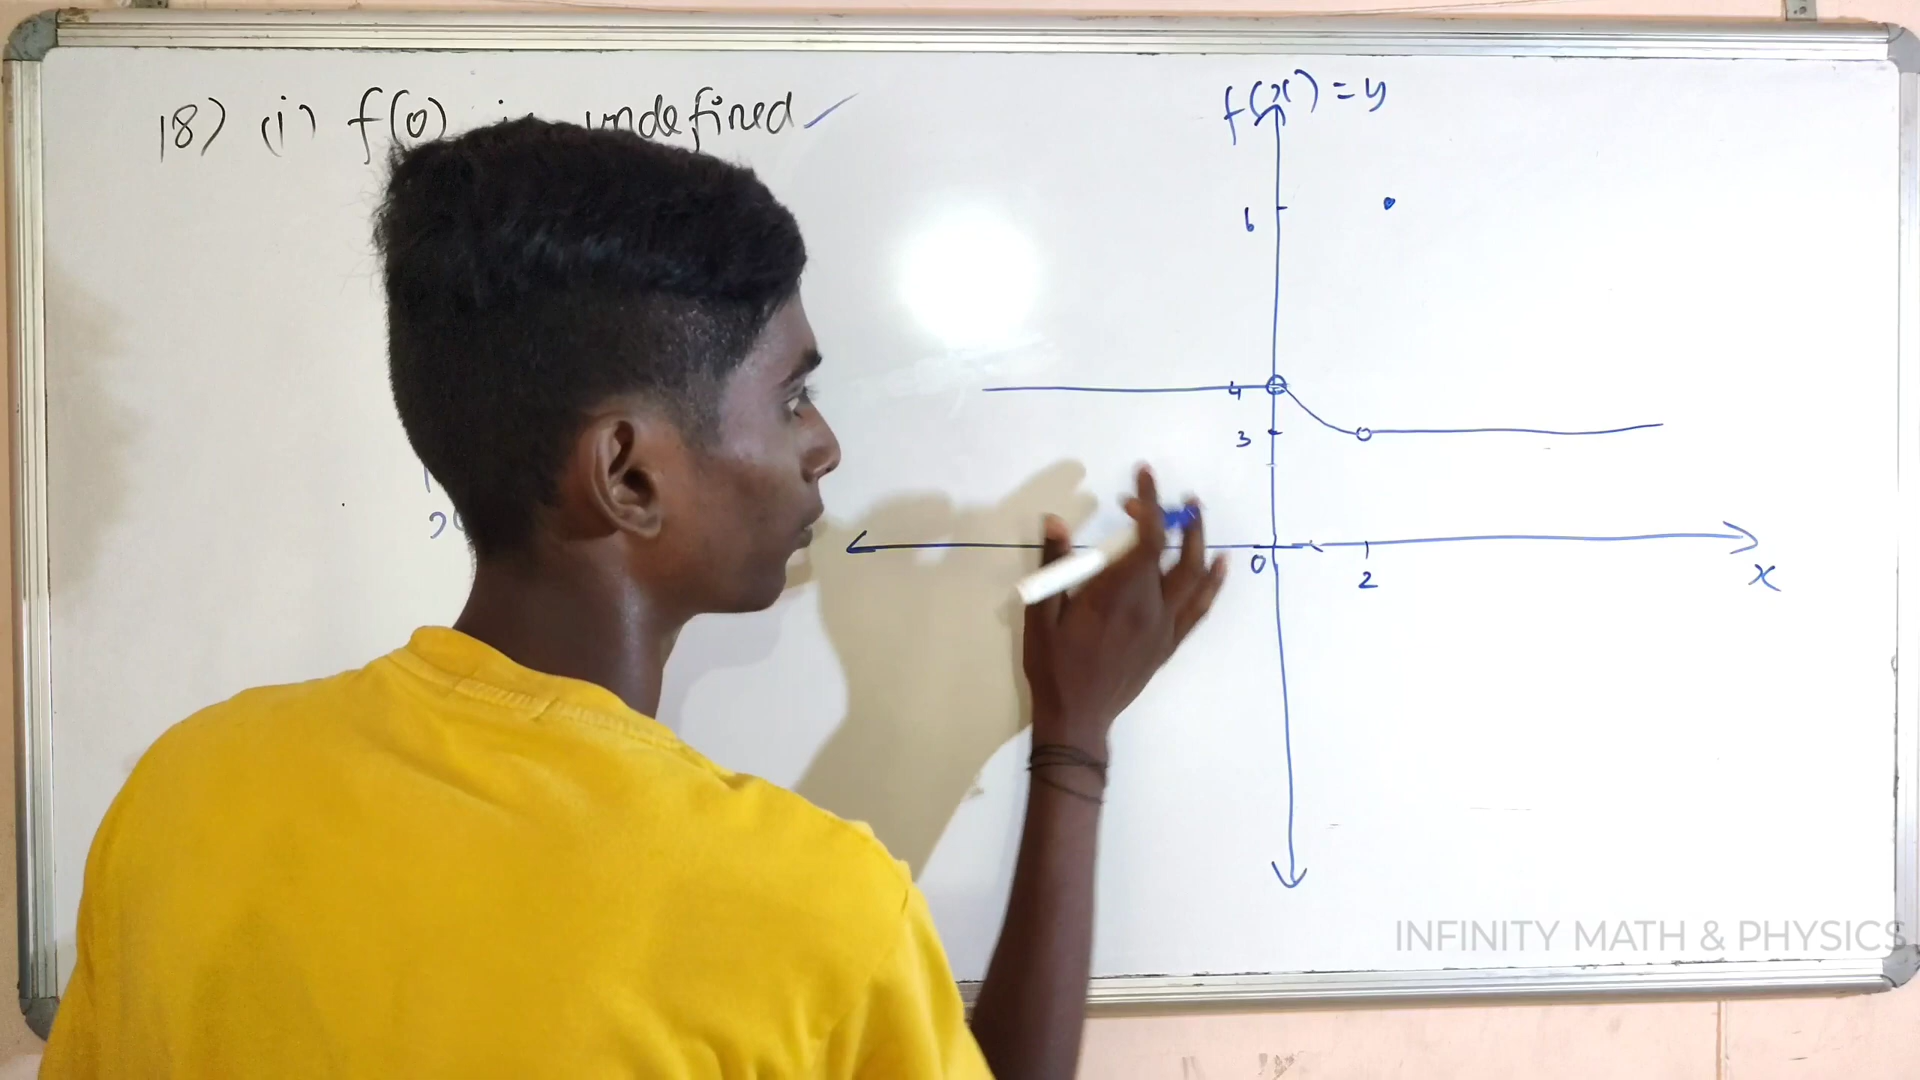 18) (i) f(0) is undefined
f(x) = y
6
4
3
0
2
x
INFINITY MATH & PHYSICS